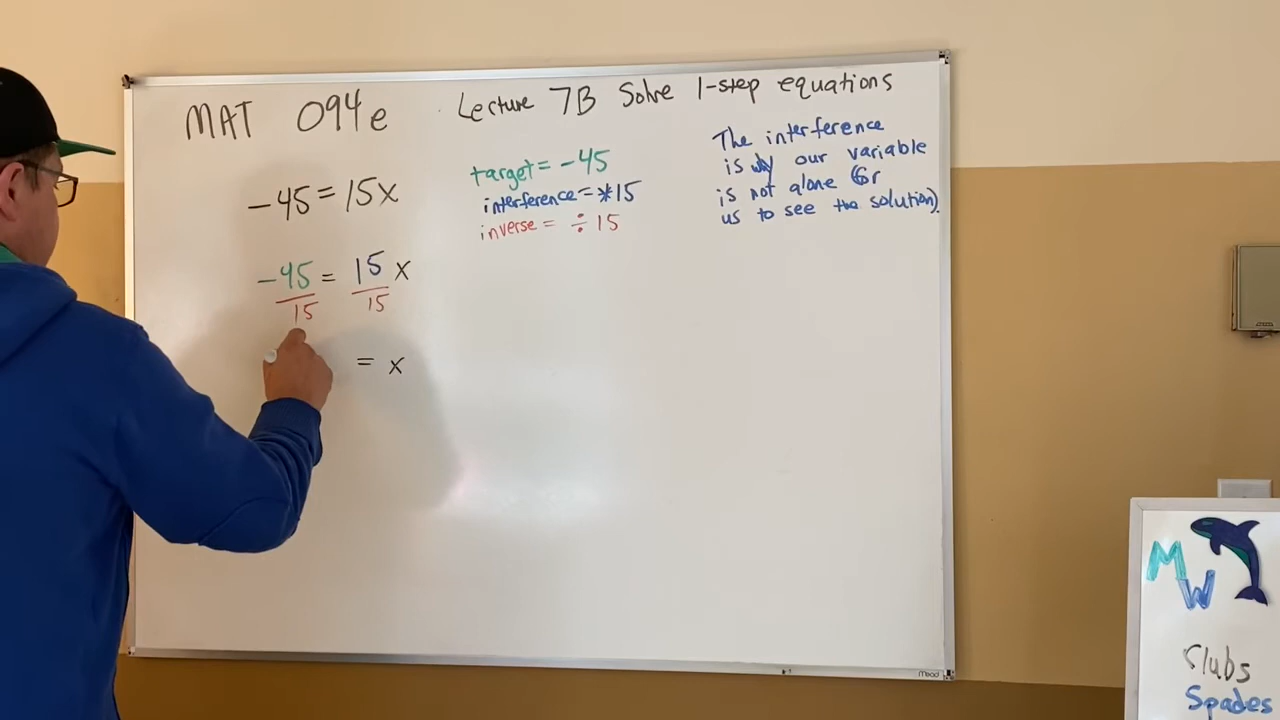 MAT 094e
Lecture 7B Solve 1-step equations
-45=15x
-45 = 15 x
15 15
= x
target= -45
interference= *15
inverse= ÷ 15
The interference
is why our variable
is not alone (for
us to see the solution).
Mead
MW
Clubs
Spades